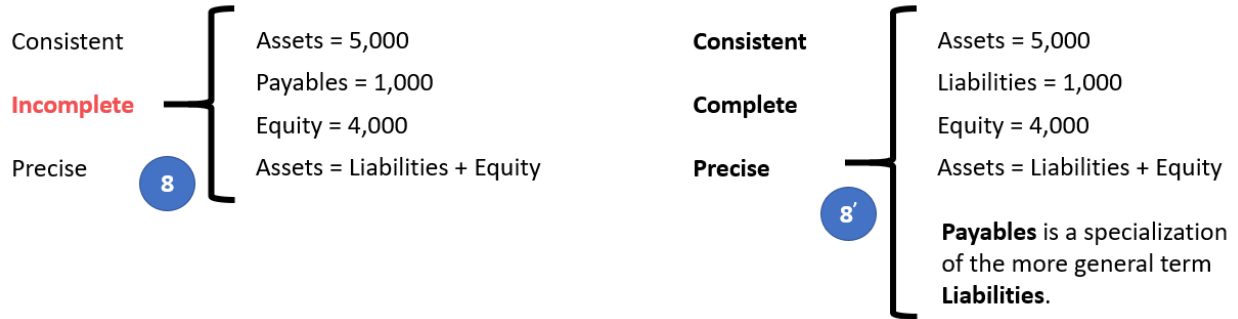 Consistent
Incomplete
Precise
8
Assets = 5,000
Payables = 1,000
Equity = 4,000
Assets = Liabilities + Equity
Consistent
Complete
Precise
8′
Assets = 5,000
Liabilities = 1,000
Equity = 4,000
Assets = Liabilities + Equity
Payables is a specialization
of the more general term
Liabilities.